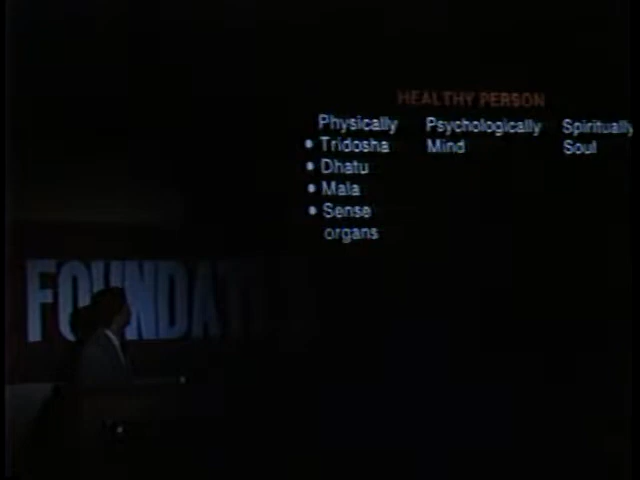 HEALTHY PERSON
Physically Psychologically Spiritually
• Tridosha Mind Soul
• Dhatu
• Mala
• Sense
organs